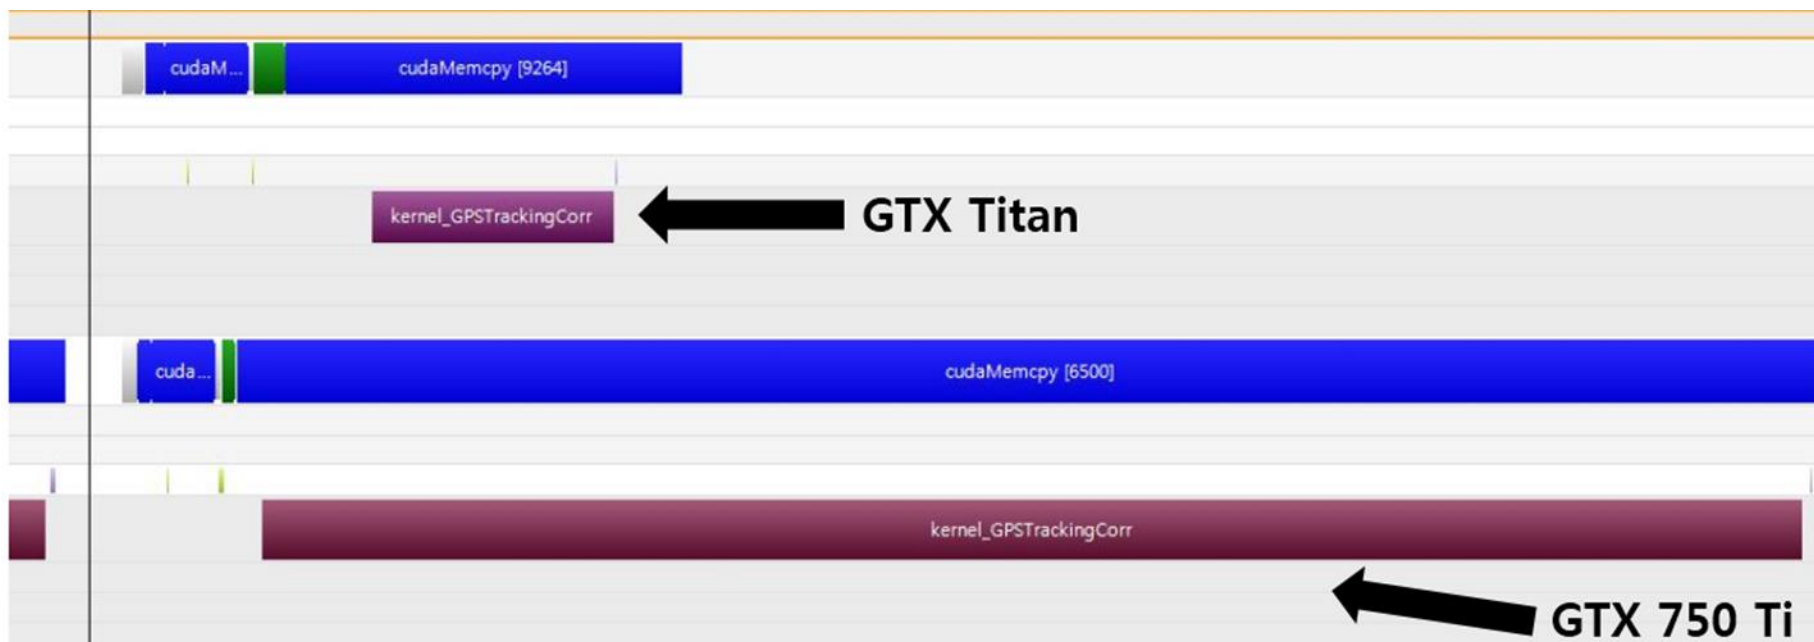 cudaM...
cudaMemcpy [9264]
kernel_GPSTrackingCorr
GTX Titan
cuda...
cudaMemcpy [6500]
kernel_GPSTrackingCorr
GTX 750 Ti